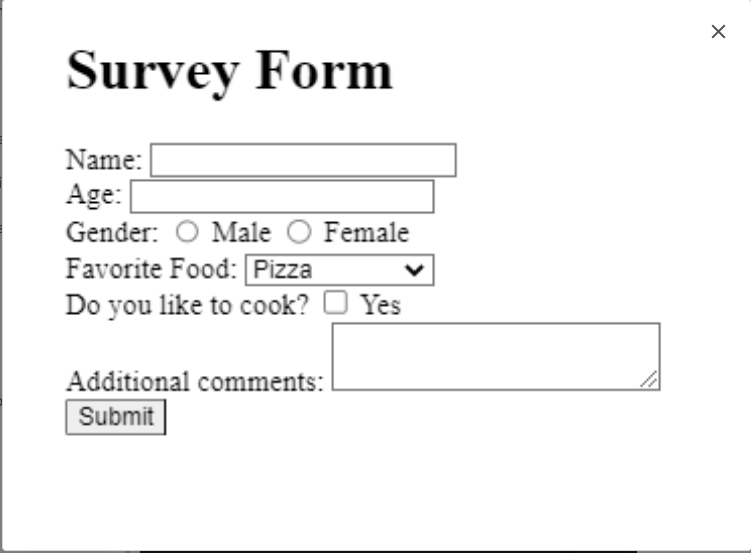 Survey Form
Name:
Age:
Gender: Male Female
Favorite Food: Pizza
Do you like to cook? Yes
Additional comments:
Submit